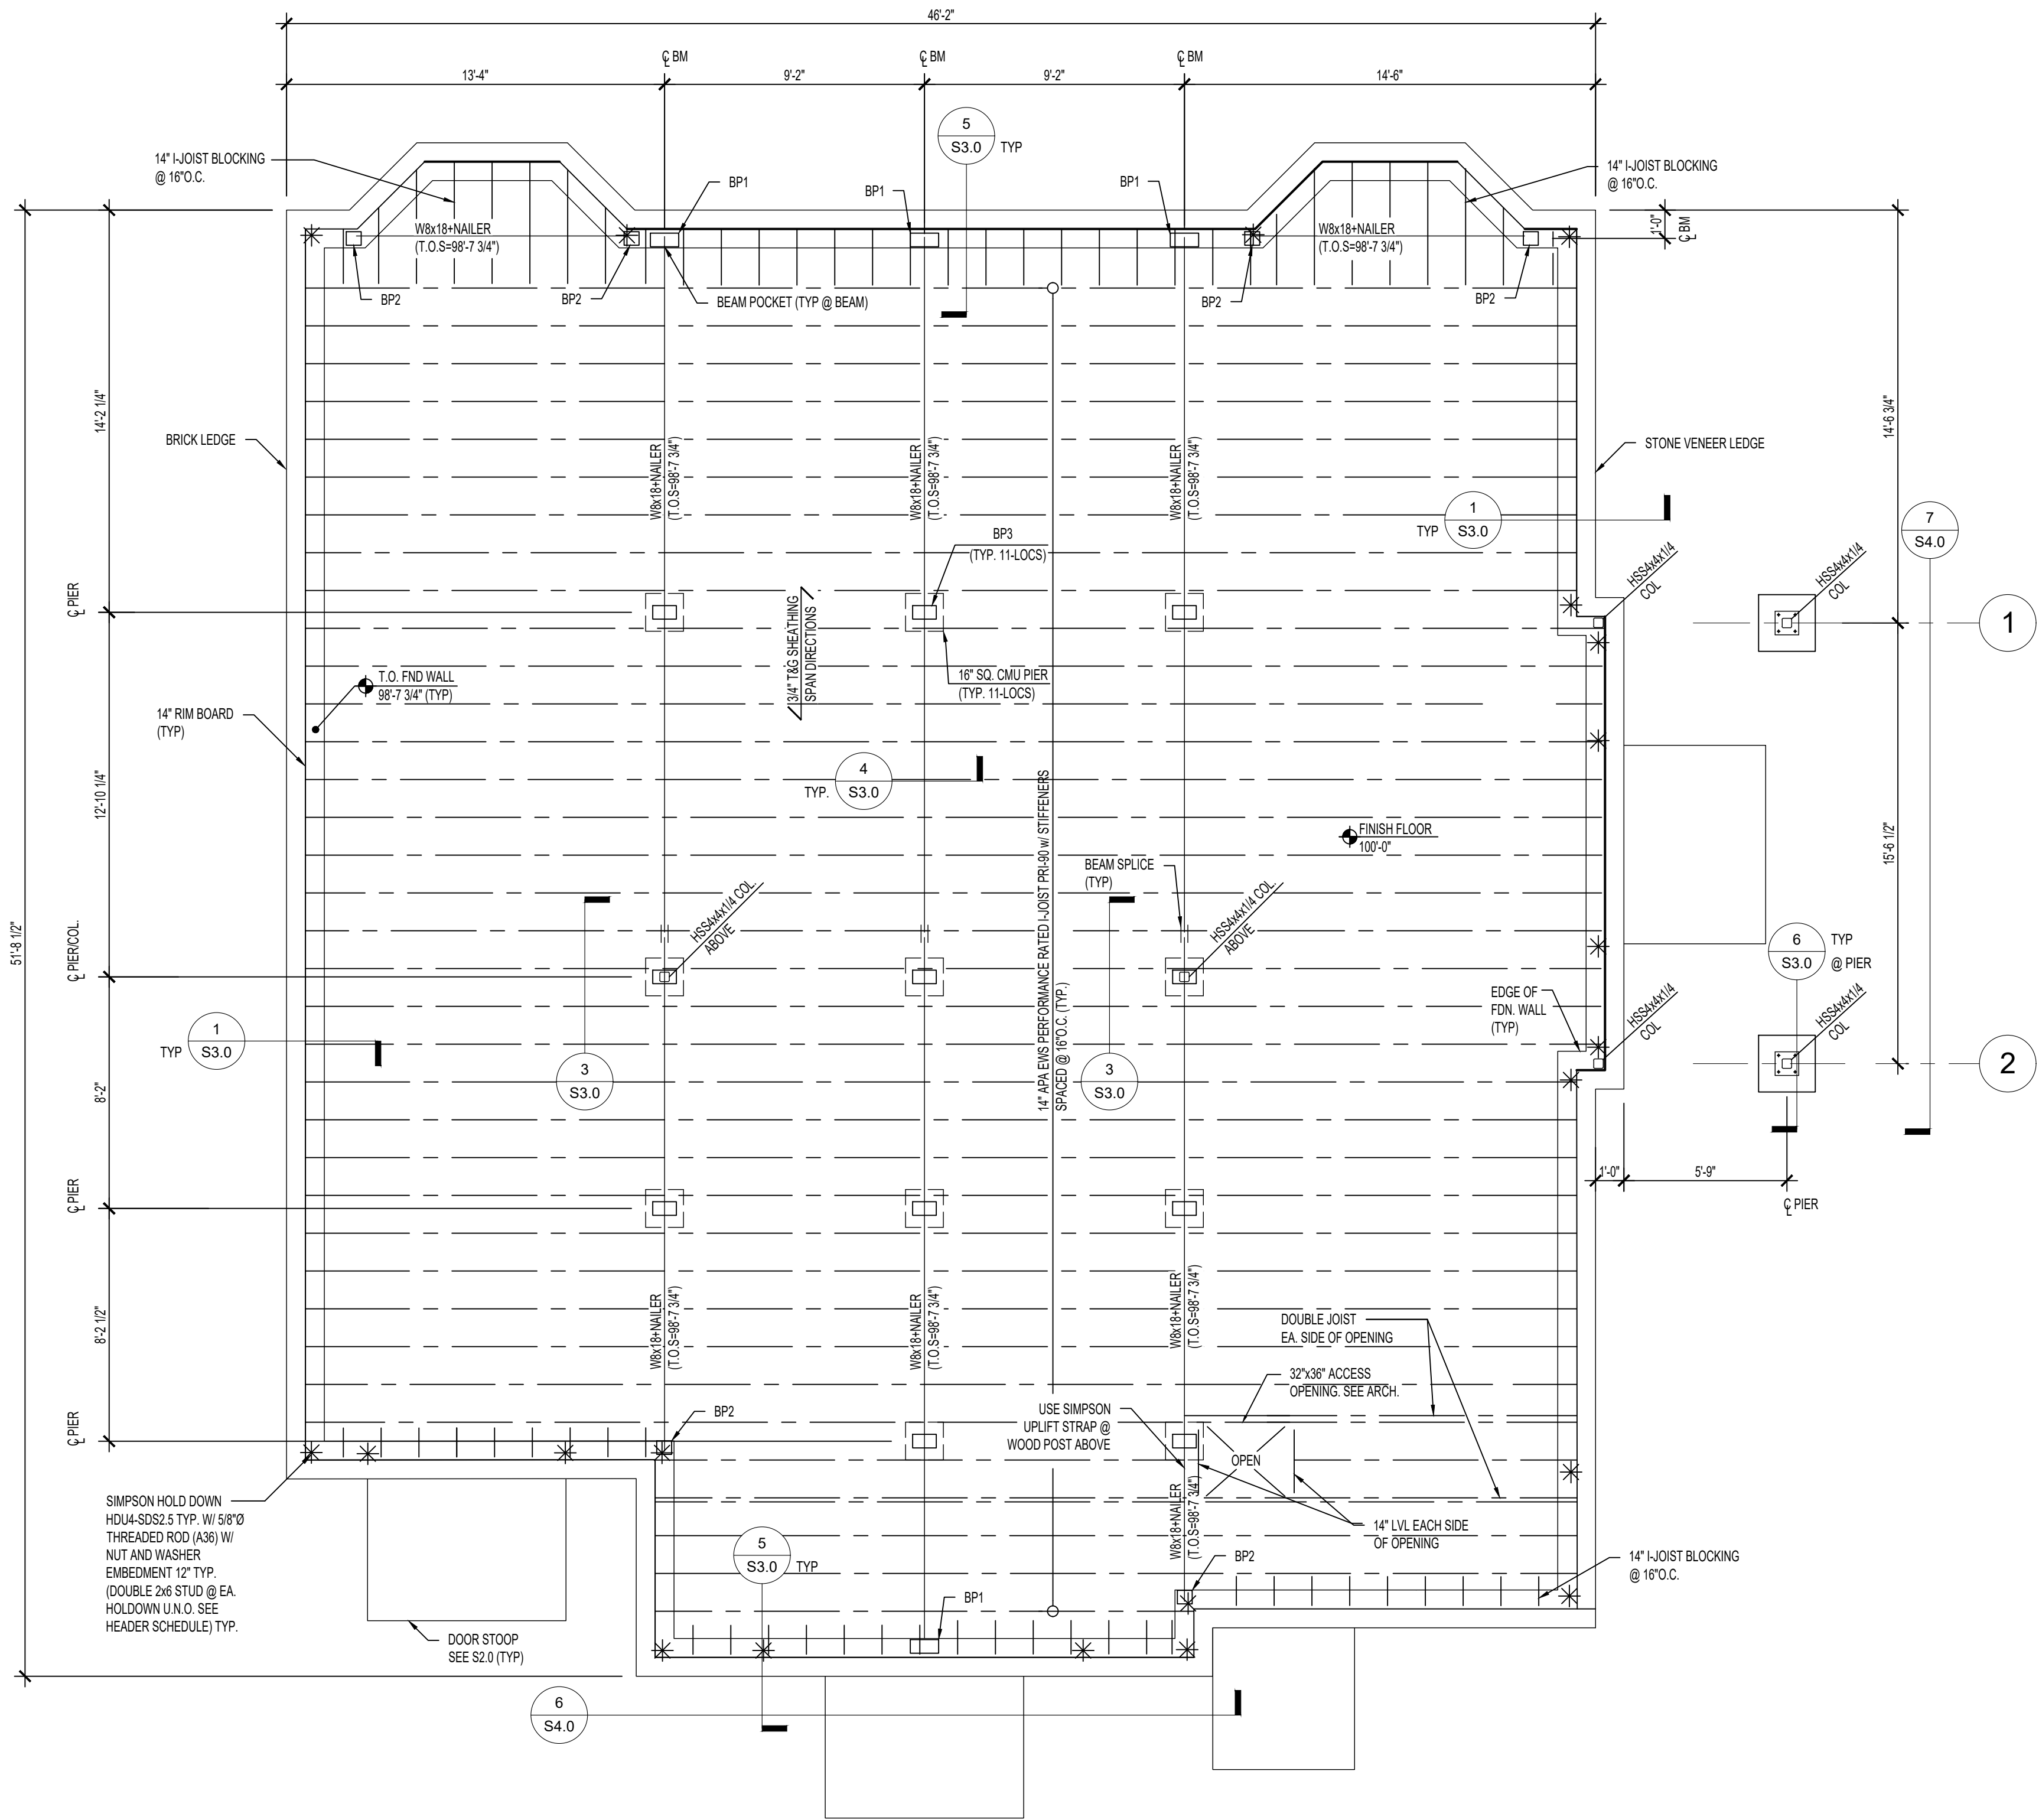 46'-2"
℄ BM
℄ BM
℄ BM
13'-4"
9'-2"
9'-2"
14'-6"
5
S3.0
TYP
14" I-JOIST BLOCKING
@ 16"O.C.
BP1
BP1
BP1
14" I-JOIST BLOCKING
@ 16"O.C.
W8x18+NAILER
(T.O.S=98'-7 3/4")
W8x18+NAILER
(T.O.S=98'-7 3/4")
1'-0"
℄ BM
BP2
BP2
BEAM POCKET (TYP @ BEAM)
BP2
BP2
14'-2 1/4"
14'-6 3/4"
BRICK LEDGE
STONE VENEER LEDGE
W8x18+NAILER
(T.O.S=98'-7 3/4")
W8x18+NAILER
(T.O.S=98'-7 3/4")
W8x18+NAILER
(T.O.S=98'-7 3/4")
1
S3.0
TYP
7
S4.0
BP3
(TYP. 11-LOCS)
HSS4x4x1/4
COL
HSS4x4x1/4
COL
℄ PIER
1
3/4" T&G SHEATHING
SPAN DIRECTIONS
T.O. FND WALL
98'-7 3/4" (TYP)
16" SQ. CMU PIER
(TYP. 11-LOCS)
14" RIM BOARD
(TYP)
4
S3.0
TYP.
12'-10 1/4"
14" APA EWS PERFORMANCE RATED I-JOIST PRI-90 w/ STIFFENERS
SPACED @ 16"O.C. (TYP.)
FINISH FLOOR
100'-0"
15'-6 1/2"
BEAM SPLICE
(TYP)
HSS4x4x1/4 COL.
ABOVE
HSS4x4x1/4 COL.
ABOVE
51'-8 1/2"
℄ PIER/COL.
6
S3.0
TYP
@ PIER
EDGE OF
FDN. WALL
(TYP)
HSS4x4x1/4
COL
HSS4x4x1/4
COL
1
S3.0
TYP
3
S3.0
3
S3.0
2
8'-2"
1'-0"
5'-9"
℄ PIER
℄ PIER
8'-2 1/2"
W8x18+NAILER
(T.O.S=98'-7 3/4")
W8x18+NAILER
(T.O.S=98'-7 3/4")
W8x18+NAILER
(T.O.S=98'-7 3/4")
DOUBLE JOIST
EA. SIDE OF OPENING
32"x36" ACCESS
OPENING. SEE ARCH.
℄ PIER
BP2
USE SIMPSON
UPLIFT STRAP @
WOOD POST ABOVE
OPEN
W8x18+NAILER
(T.O.S=98'-7 3/4")
14" LVL EACH SIDE
OF OPENING
SIMPSON HOLD DOWN
HDU4-SDS2.5 TYP. W/ 5/8"Ø
THREADED ROD (A36) W/
NUT AND WASHER
EMBEDMENT 12" TYP.
(DOUBLE 2x6 STUD @ EA.
HOLDOWN U.N.O. SEE
HEADER SCHEDULE) TYP.
5
S3.0
TYP
BP2
14" I-JOIST BLOCKING
@ 16"O.C.
BP1
DOOR STOOP
SEE S2.0 (TYP)
6
S4.0